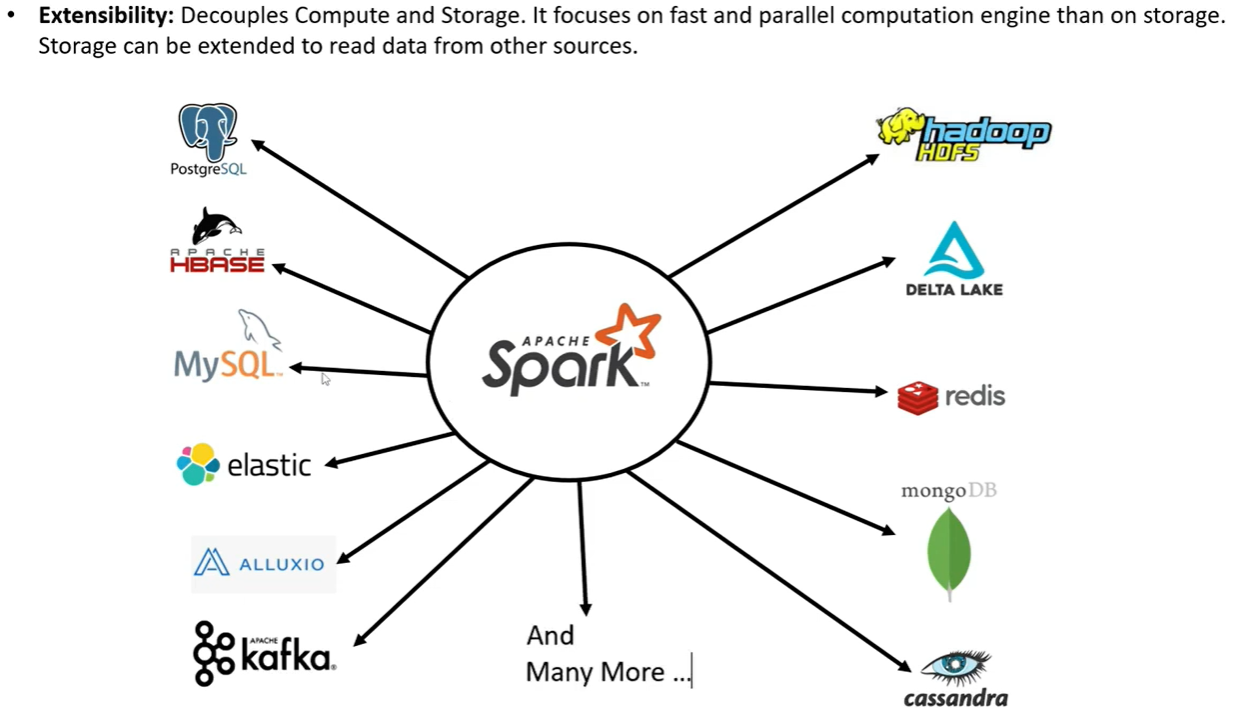 • Extensibility: Decouples Compute and Storage. It focuses on fast and parallel computation engine than on storage.
Storage can be extended to read data from other sources.
PostgreSQL
APACHE
HBASE
MySQL™
elastic
ALLUXIO
APACHE
kafka®
APACHE
Spark™
And
Many More ...
hadoop
HDFS
DELTA LAKE
redis
mongoDB
cassandra